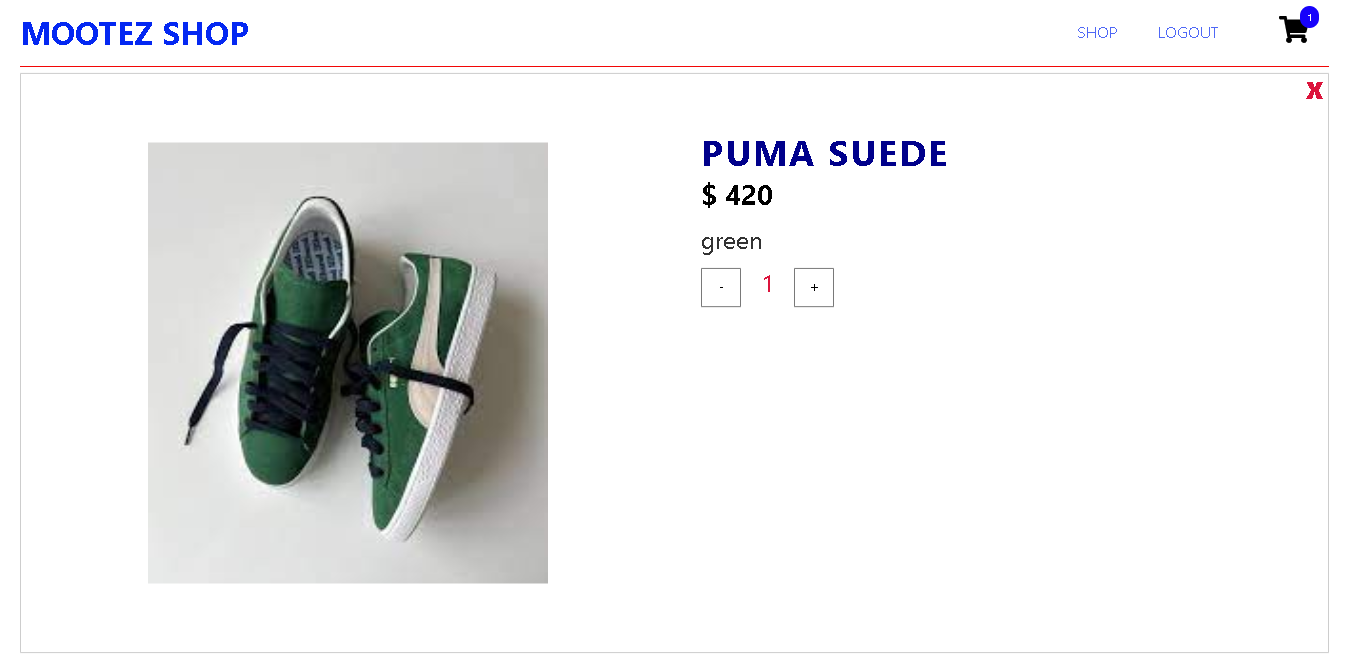 MOOTEZ SHOP
SHOP
LOGOUT
1
X
PUMA SUEDE
$ 420
green
- 1 +